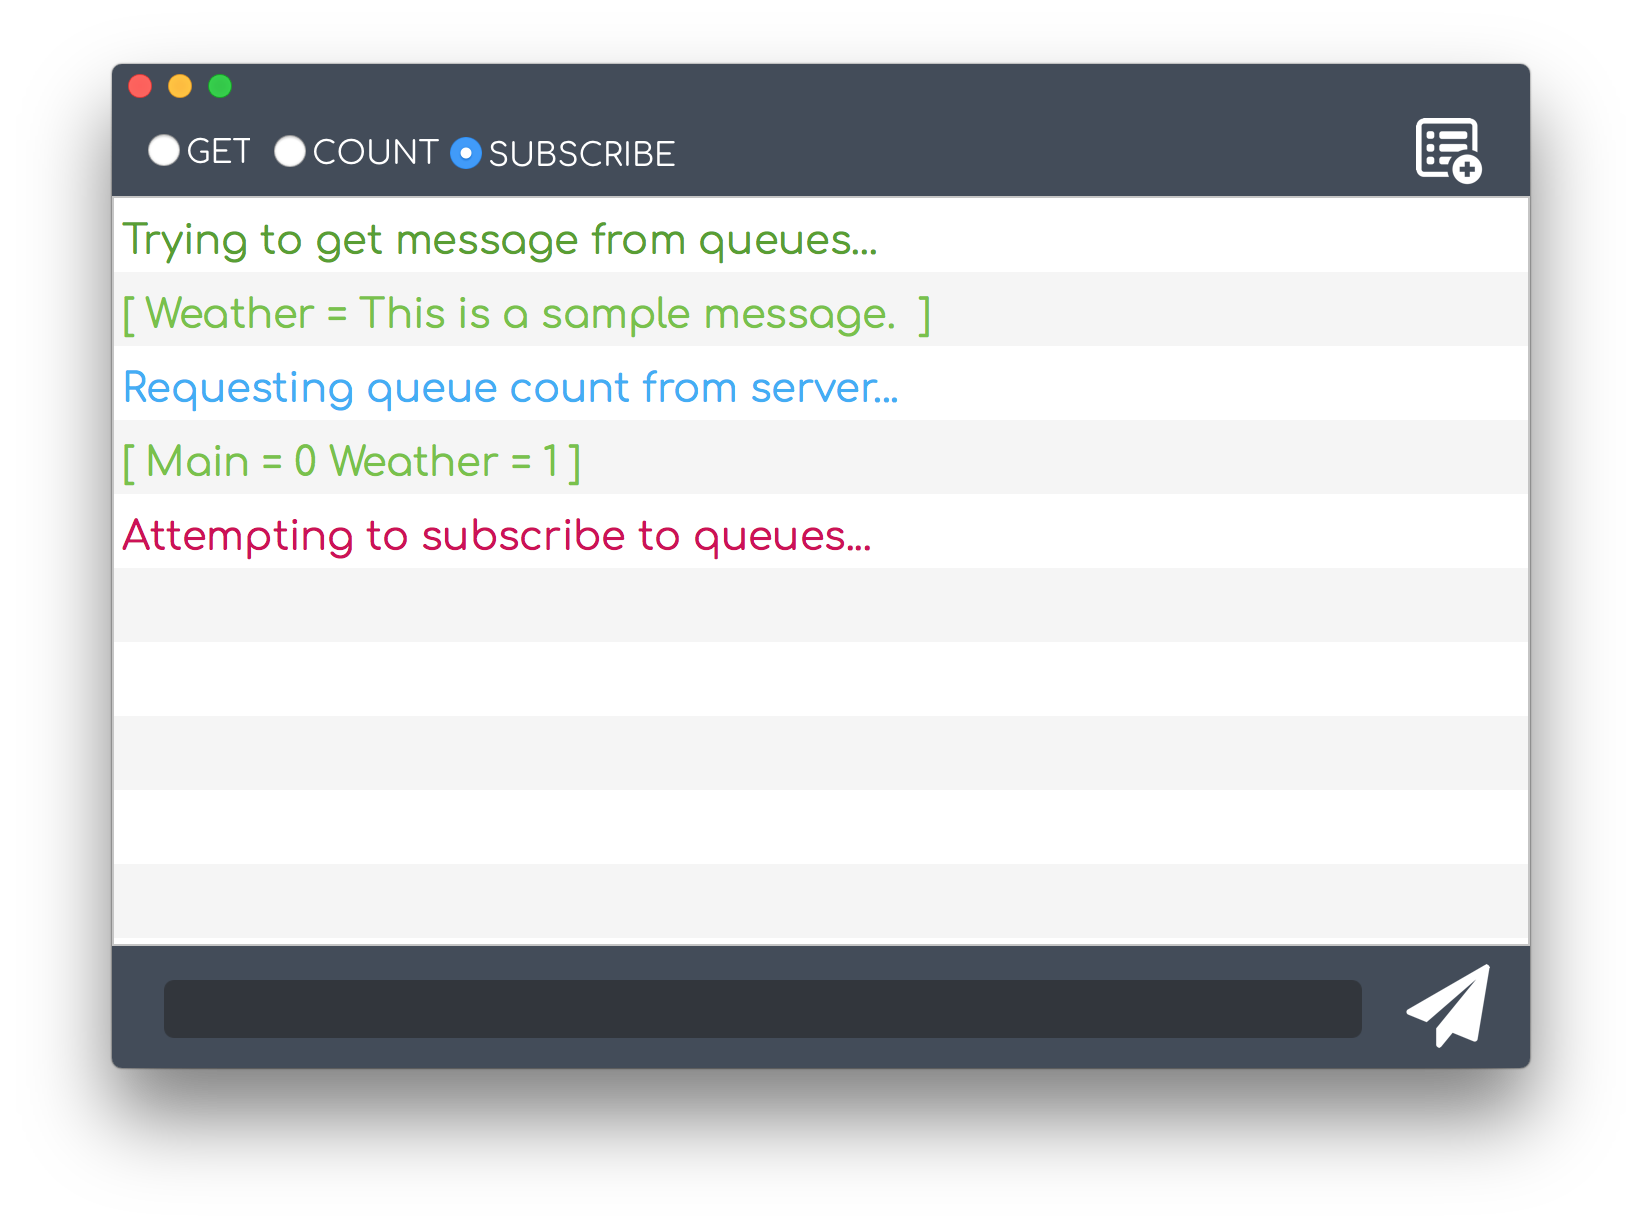 GET COUNT SUBSCRIBE
Trying to get message from queues...
[ Weather = This is a sample message.  ]
Requesting queue count from server...
[ Main = 0 Weather = 1 ]
Attempting to subscribe to queues...